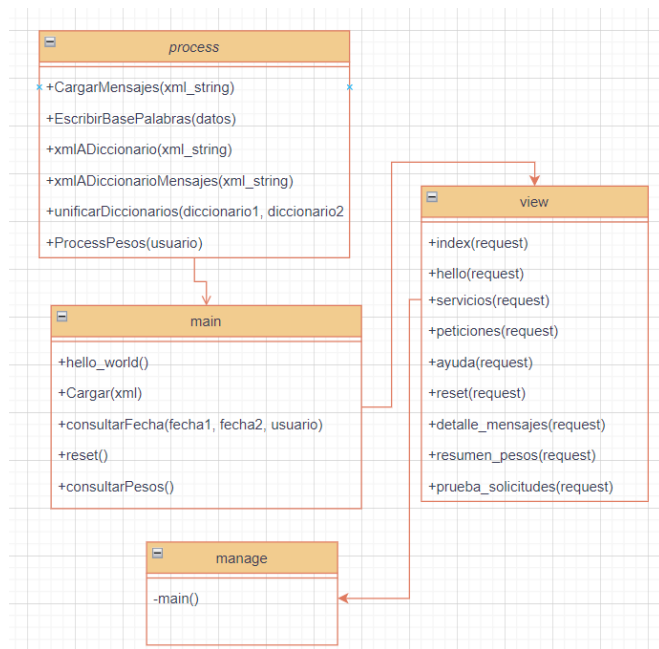 process
+CargarMensajes(xml_string)
+EscribirBasePalabras(datos)
+xmlADiccionario(xml_string)
+xmlADiccionarioMensajes(xml_string)
+unificarDiccionarios(diccionario1, diccionario2
+ProcessPesos(usuario)
main
+hello_world()
+Cargar(xml)
+consultarFecha(fecha1, fecha2, usuario)
+reset()
+consultarPesos()
view
+index(request)
+hello(request)
+servicios(request)
+peticiones(request)
+ayuda(request)
+reset(request)
+detalle_mensajes(request)
+resumen_pesos(request)
+prueba_solicitudes(request)
manage
-main()